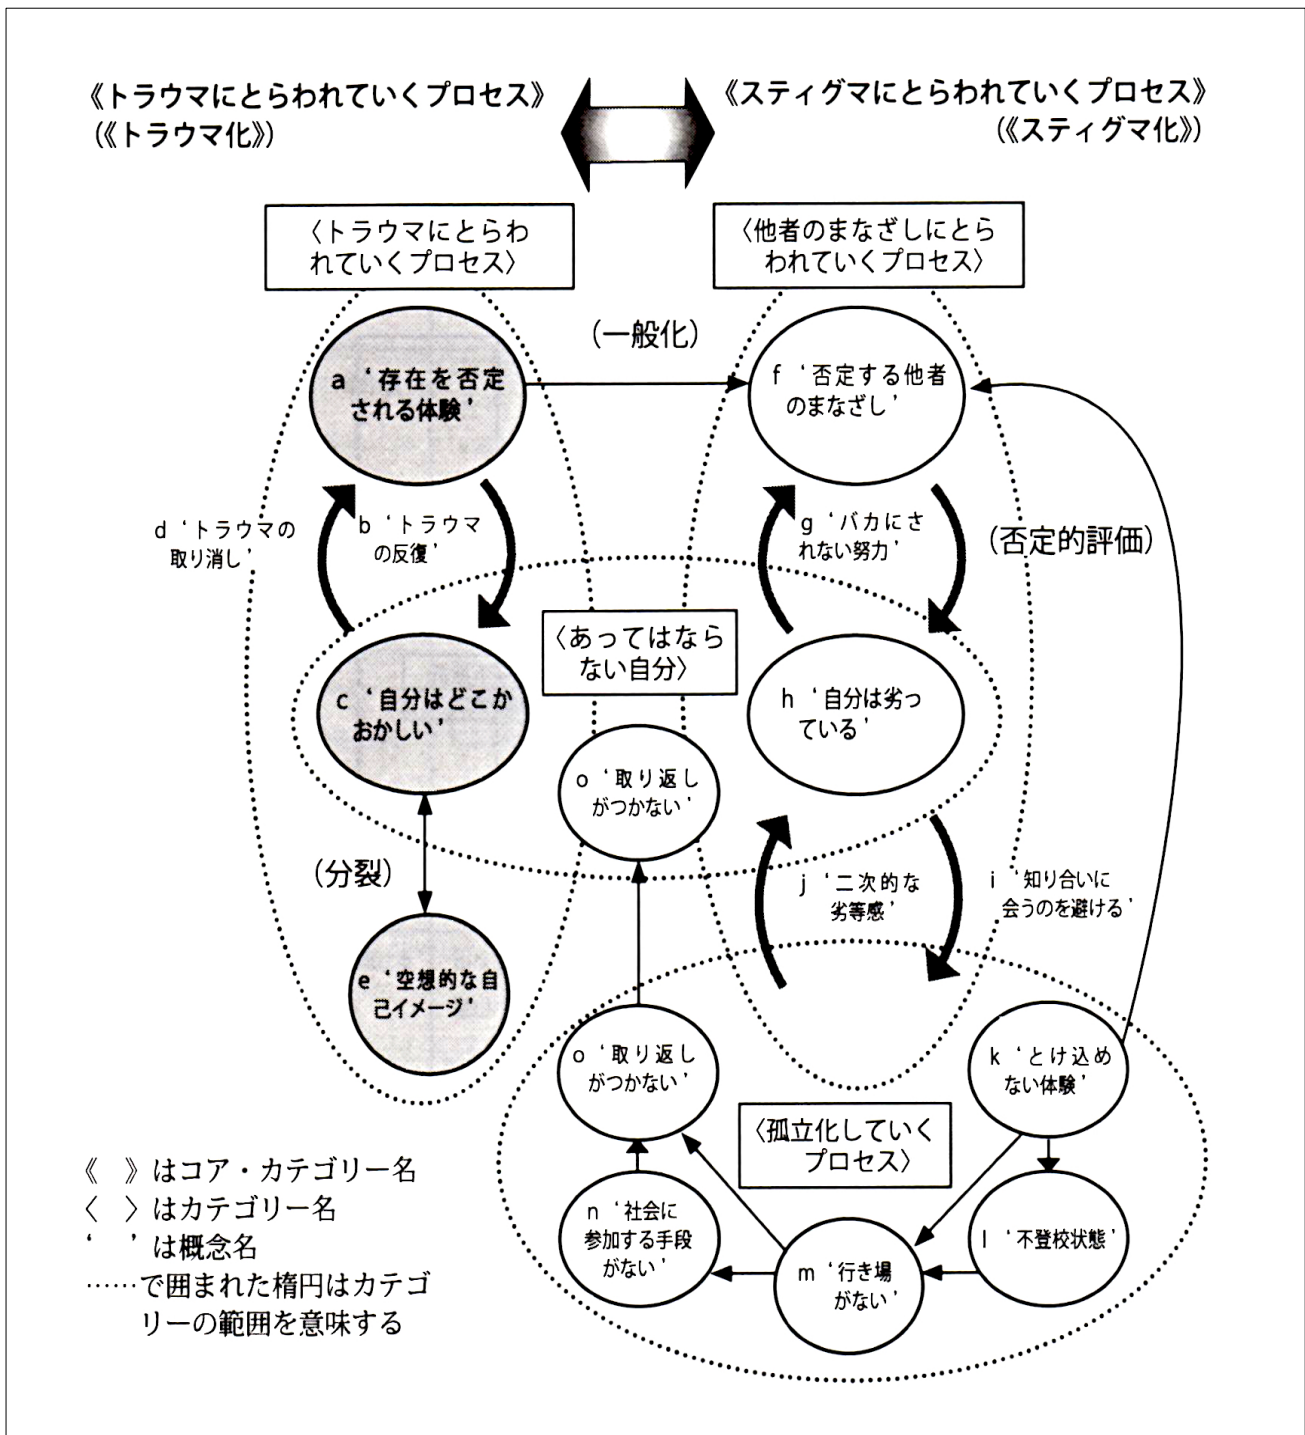 《トラウマにとらわれていくプロセス》
(《トラウマ化》)
《スティグマにとらわれていくプロセス》
(《スティグマ化》)
〈トラウマにとらわ
れていくプロセス〉
〈他者のまなざしにとら
われていくプロセス〉
(一般化)
a ‘存在を否定
される体験’
f ‘否定する他者
のまなざし’
d ‘トラウマの
取り消し’
b ‘トラウマ
の反復’
g ‘バカにさ
れない努力’
(否定的評価)
〈あってはなら
ない自分〉
c ‘自分はどこか
おかしい’
h ‘自分は劣っ
ている’
o ‘取り返し
がつかない’
(分裂)
j ‘二次的な
劣等感’
i ‘知り合いに
会うのを避ける’
e ‘空想的な自
己イメージ’
o ‘取り返し
がつかない’
k ‘とけ込め
ない体験’
〈孤立化していく
プロセス〉
n ‘社会に
参加する手段
がない’
m ‘行き場
がない’
l ‘不登校状態’
《　》はコア・カテゴリー名
〈　〉はカテゴリー名
‘　’は概念名
……で囲まれた楕円はカテゴ
リーの範囲を意味する